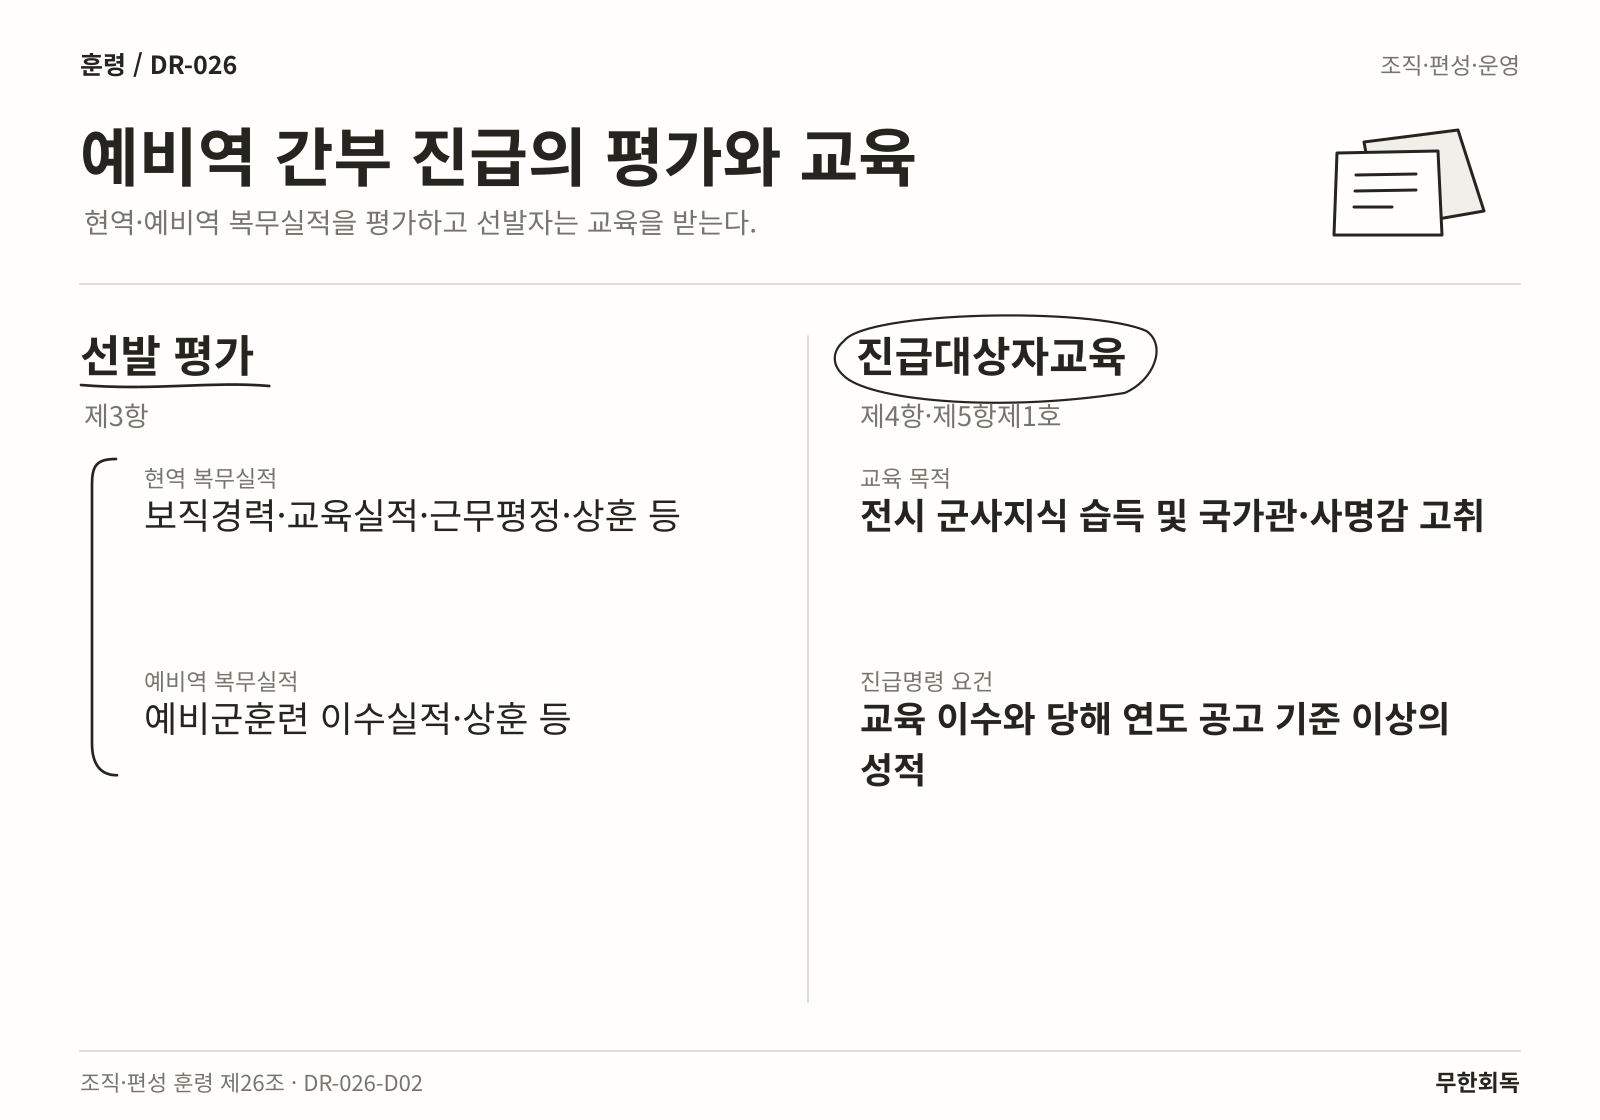 훈령 / DR-026
조직·편성·운영
예비역 간부 진급의 평가와 교육
현역·예비역 복무실적을 평가하고 선발자는 교육을 받는다.
선발 평가
제3항
현역 복무실적
보직경력·교육실적·근무평정·상훈 등
예비역 복무실적
예비군훈련 이수실적·상훈 등
진급대상자교육
제4항·제5항제1호
교육 목적
전시 군사지식 습득 및 국가관·사명감 고취
진급명령 요건
교육 이수와 당해 연도 공고 기준 이상의
성적
조직·편성 훈령 제26조 · DR-026-D02
무한회독